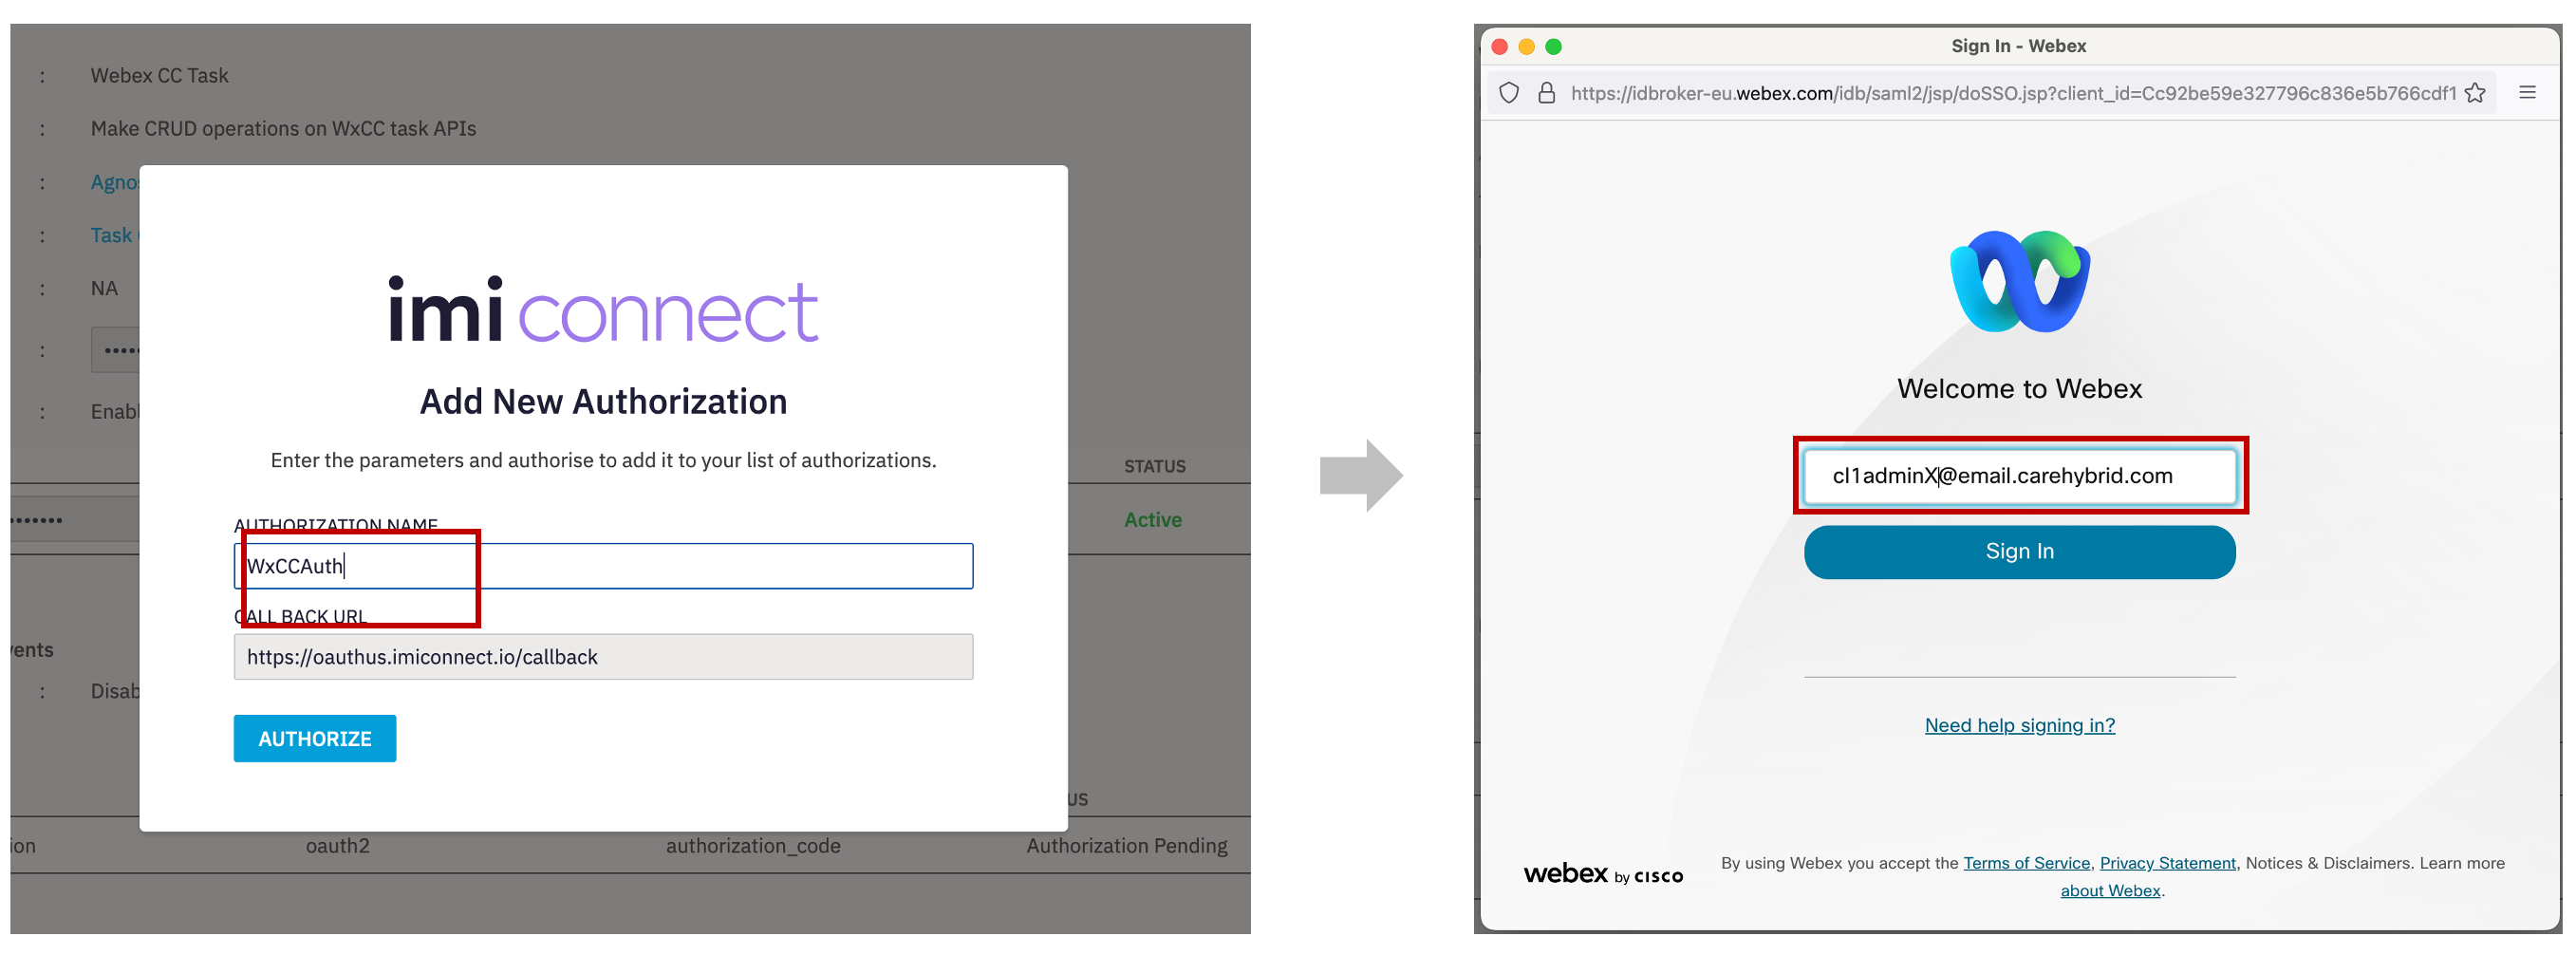 : Webex CC Task
: Make CRUD operations on WxCC task APIs
: Agnos
: Task
: NA
:
: Enabl
STATUS
Active
ents
: Disab
US
ion oauth2 authorization_code Authorization Pending
imiconnect
Add New Authorization
Enter the parameters and authorise to add it to your list of authorizations.
AUTHORIZATION NAME
WxCCAuth
CALL BACK URL
https://oauthus.imiconnect.io/callback
AUTHORIZE
Sign In - Webex
https://idbroker-eu.webex.com/idb/saml2/jsp/doSSO.jsp?client_id=Cc92be59e327796c836e5b766cdf1
Welcome to Webex
cl1adminX@email.carehybrid.com
Sign In
Need help signing in?
webex by CISCO
By using Webex you accept the Terms of Service, Privacy Statement, Notices & Disclaimers. Learn more
about Webex.